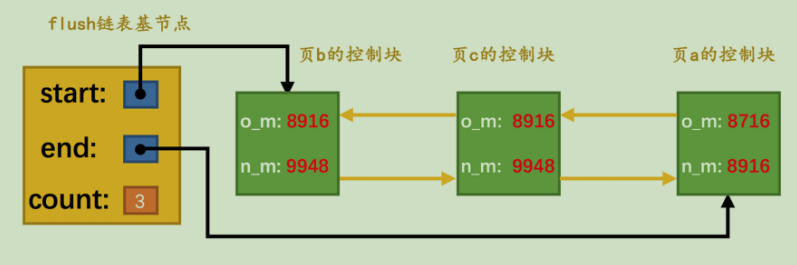 flush链表基节点
start:
end:
count: 3
页b的控制块
o_m: 8916
n_m: 9948
页c的控制块
o_m: 8916
n_m: 9948
页a的控制块
o_m: 8716
n_m: 8916